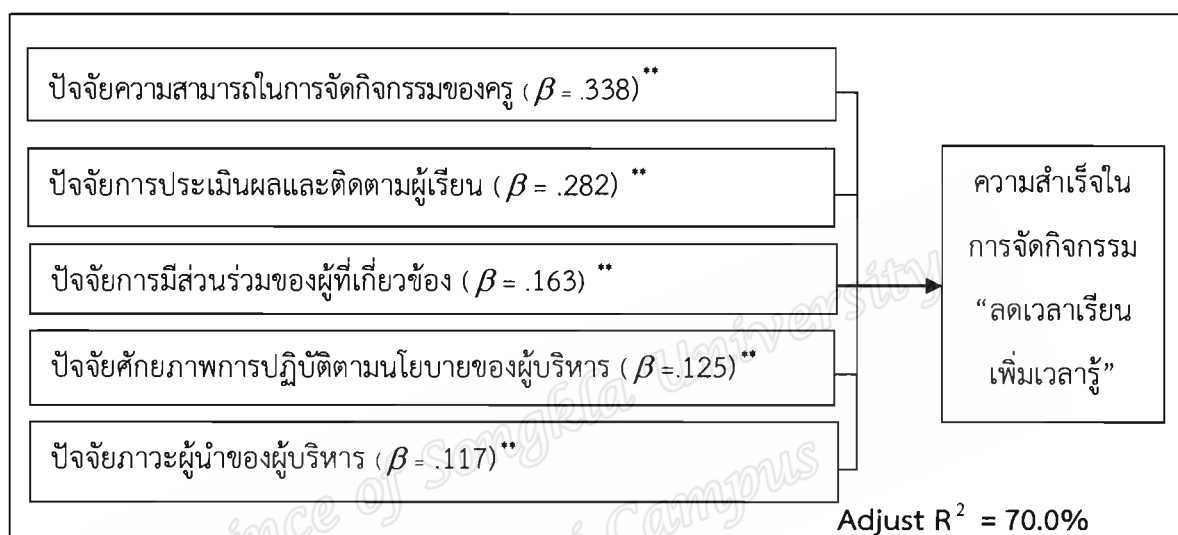 ปัจจัยความสามารถในการจัดกิจกรรมของครู (β = .338)**
ปัจจัยการประเมินผลและติดตามผู้เรียน (β = .282) **
ปัจจัยการมีส่วนร่วมของผู้ที่เกี่ยวข้อง (β = .163) **
ปัจจัยศักยภาพการปฏิบัติตามนโยบายของผู้บริหาร (β =.125)**
ปัจจัยภาวะผู้นำของผู้บริหาร (β = .117)**
ความสำเร็จใน
การจัดกิจกรรม
“ลดเวลาเรียน
เพิ่มเวลารู้”
Adjust R² = 70.0%
of Songkla University
Campus